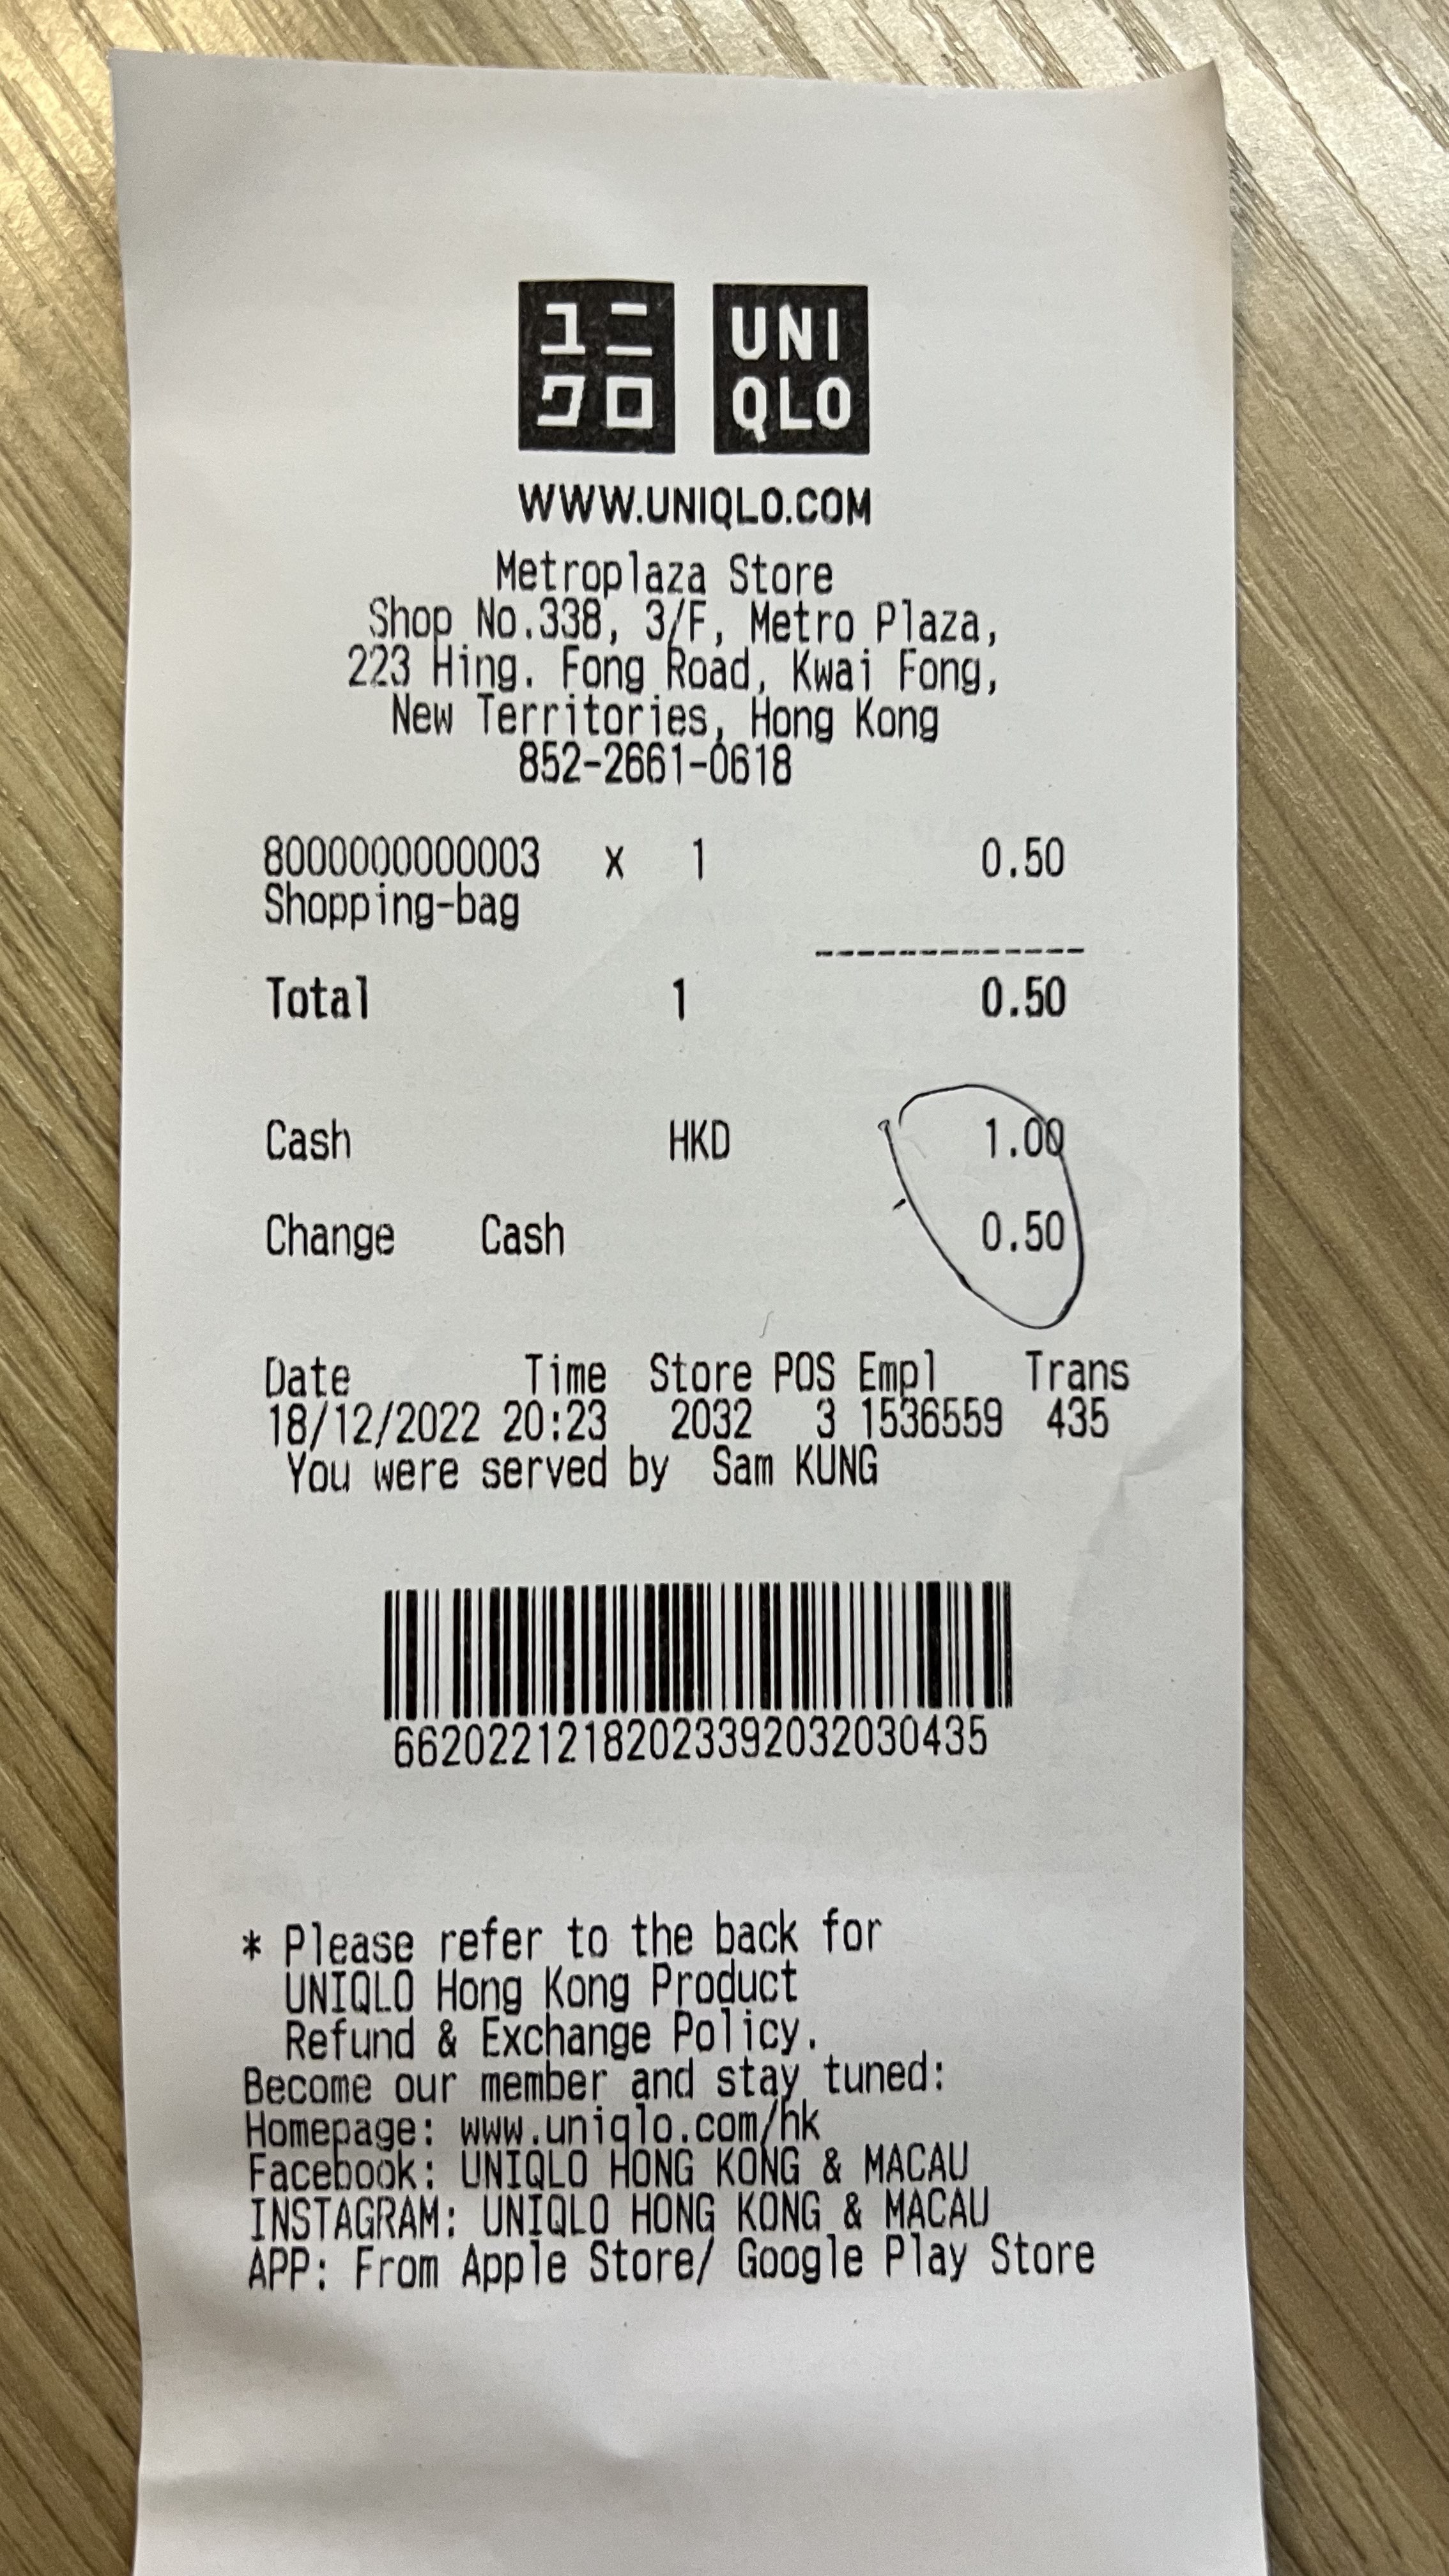 ユニ
クロ
UNI
QLO
WWW.UNIQLO.COM
Metroplaza Store
Shop No.338, 3/F, Metro Plaza,
223 Hing. Fong Road, Kwai Fong,
New Territories, Hong Kong
852-2661-0618
8000000000003 x 1 0.50
Shopping-bag
Total 1 0.50
Cash HKD 1.00
Change Cash 0.50
Date Time Store POS Empl Trans
18/12/2022 20:23 2032 3 1536559 435
You were served by Sam KUNG
6620221218202339203203​0435
* Please refer to the back for
UNIQLO Hong Kong Product
Refund & Exchange Policy.
Become our member and stay tuned:
Homepage: www.uniqlo.com/hk
Facebook: UNIQLO HONG KONG & MACAU
INSTAGRAM: UNIQLO HONG KONG & MACAU
APP: From Apple Store/ Google Play Store